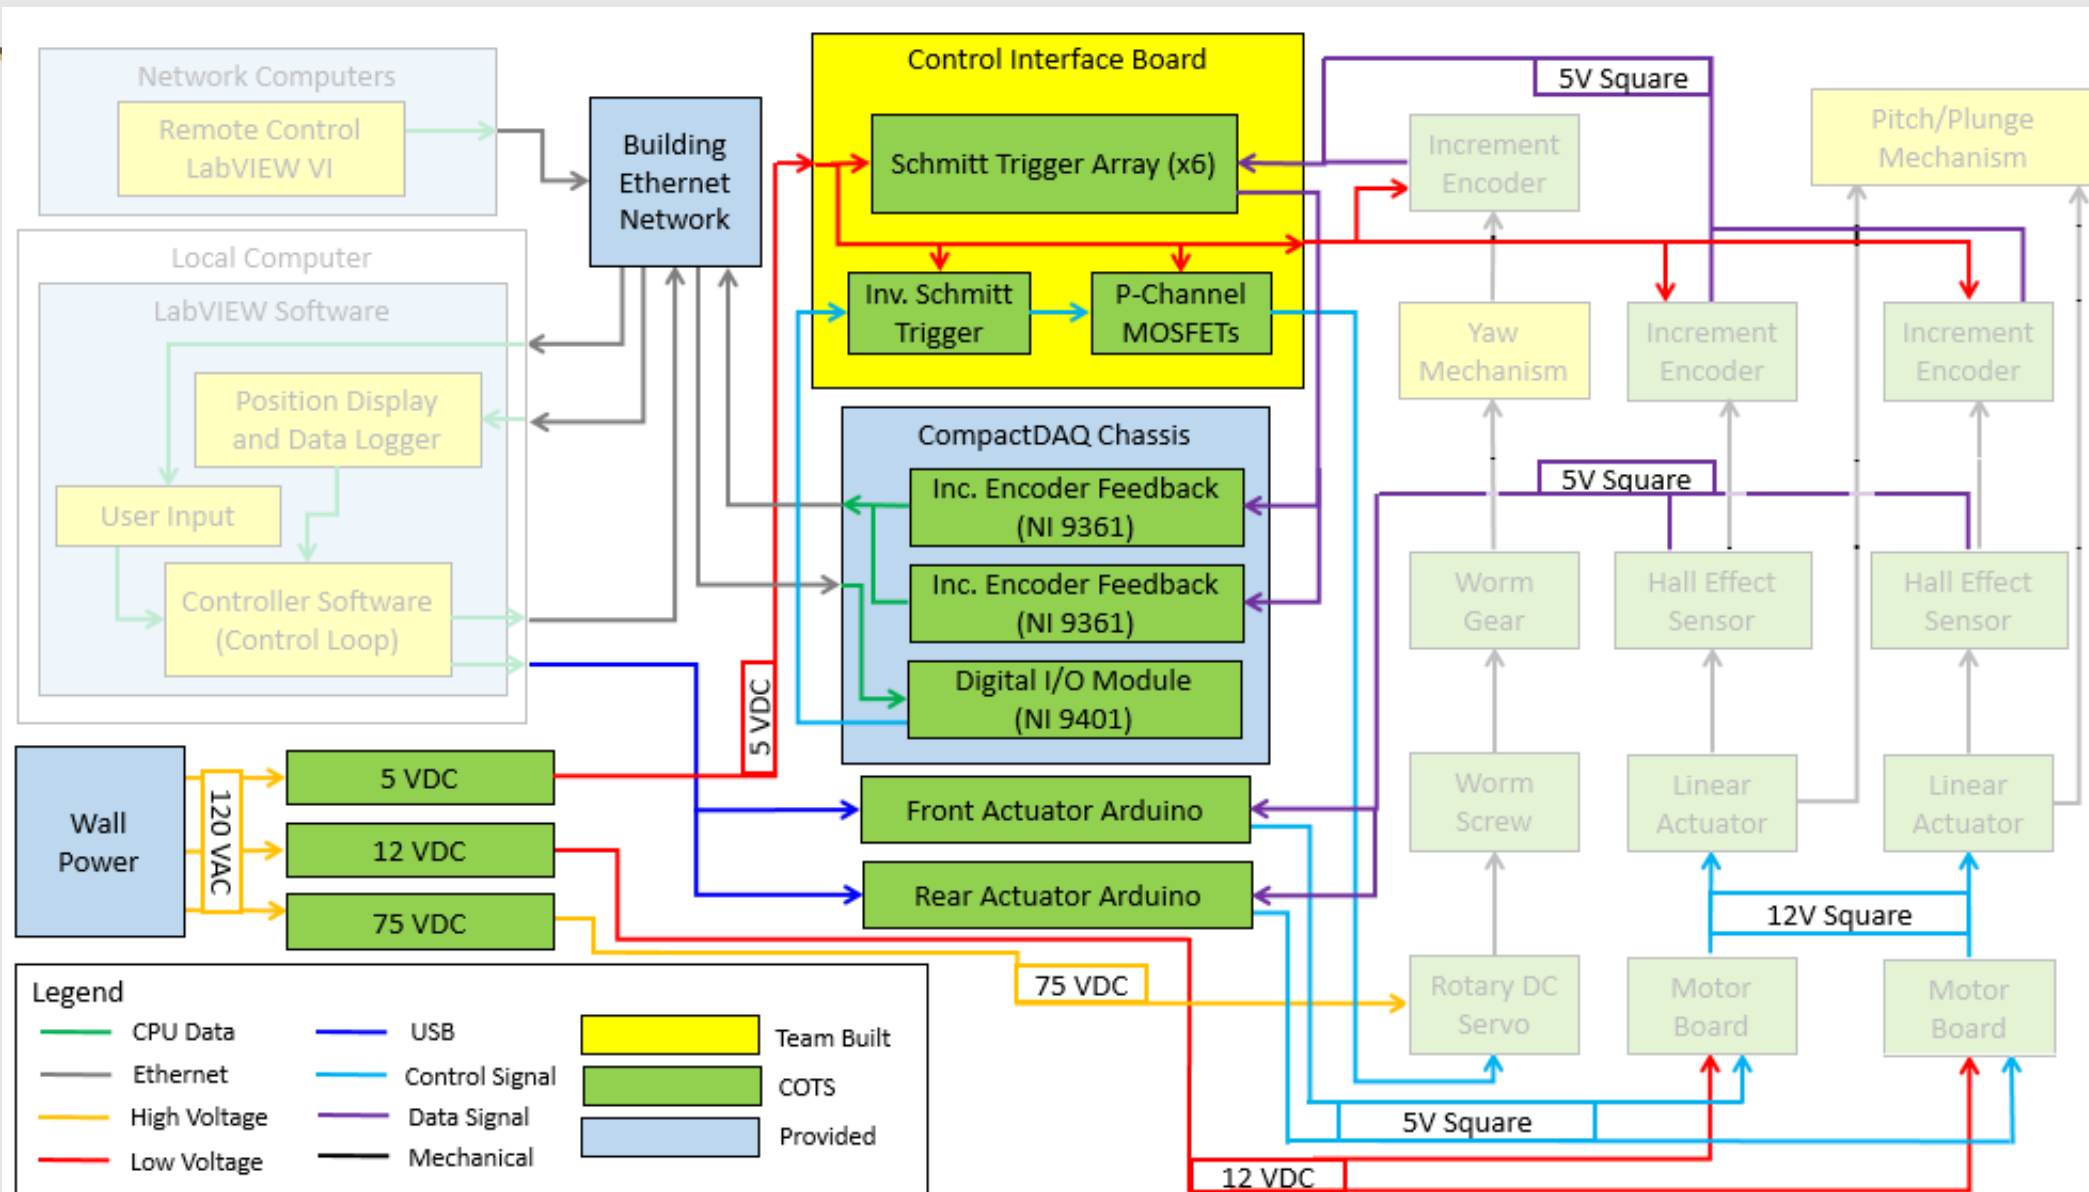 Network Computers
Remote Control
LabVIEW VI
Building
Ethernet
Network
Local Computer
LabVIEW Software
Position Display
and Data Logger
User Input
Controller Software
(Control Loop)
Control Interface Board
Schmitt Trigger Array (x6)
Inv. Schmitt
Trigger
P-Channel
MOSFETs
CompactDAQ Chassis
Inc. Encoder Feedback
(NI 9361)
Inc. Encoder Feedback
(NI 9361)
Digital I/O Module
(NI 9401)
Front Actuator Arduino
Rear Actuator Arduino
5V Square
Increment
Encoder
Pitch/Plunge
Mechanism
Yaw
Mechanism
Increment
Encoder
Increment
Encoder
5V Square
Worm
Gear
Hall Effect
Sensor
Hall Effect
Sensor
Worm
Screw
Linear
Actuator
Linear
Actuator
12V Square
Rotary DC
Servo
Motor
Board
Motor
Board
5V Square
12 VDC
75 VDC
5 VDC
Wall
Power
120 VAC
5 VDC
12 VDC
75 VDC
Legend
CPU Data
Ethernet
High Voltage
Low Voltage
USB
Control Signal
Data Signal
Mechanical
Team Built
COTS
Provided